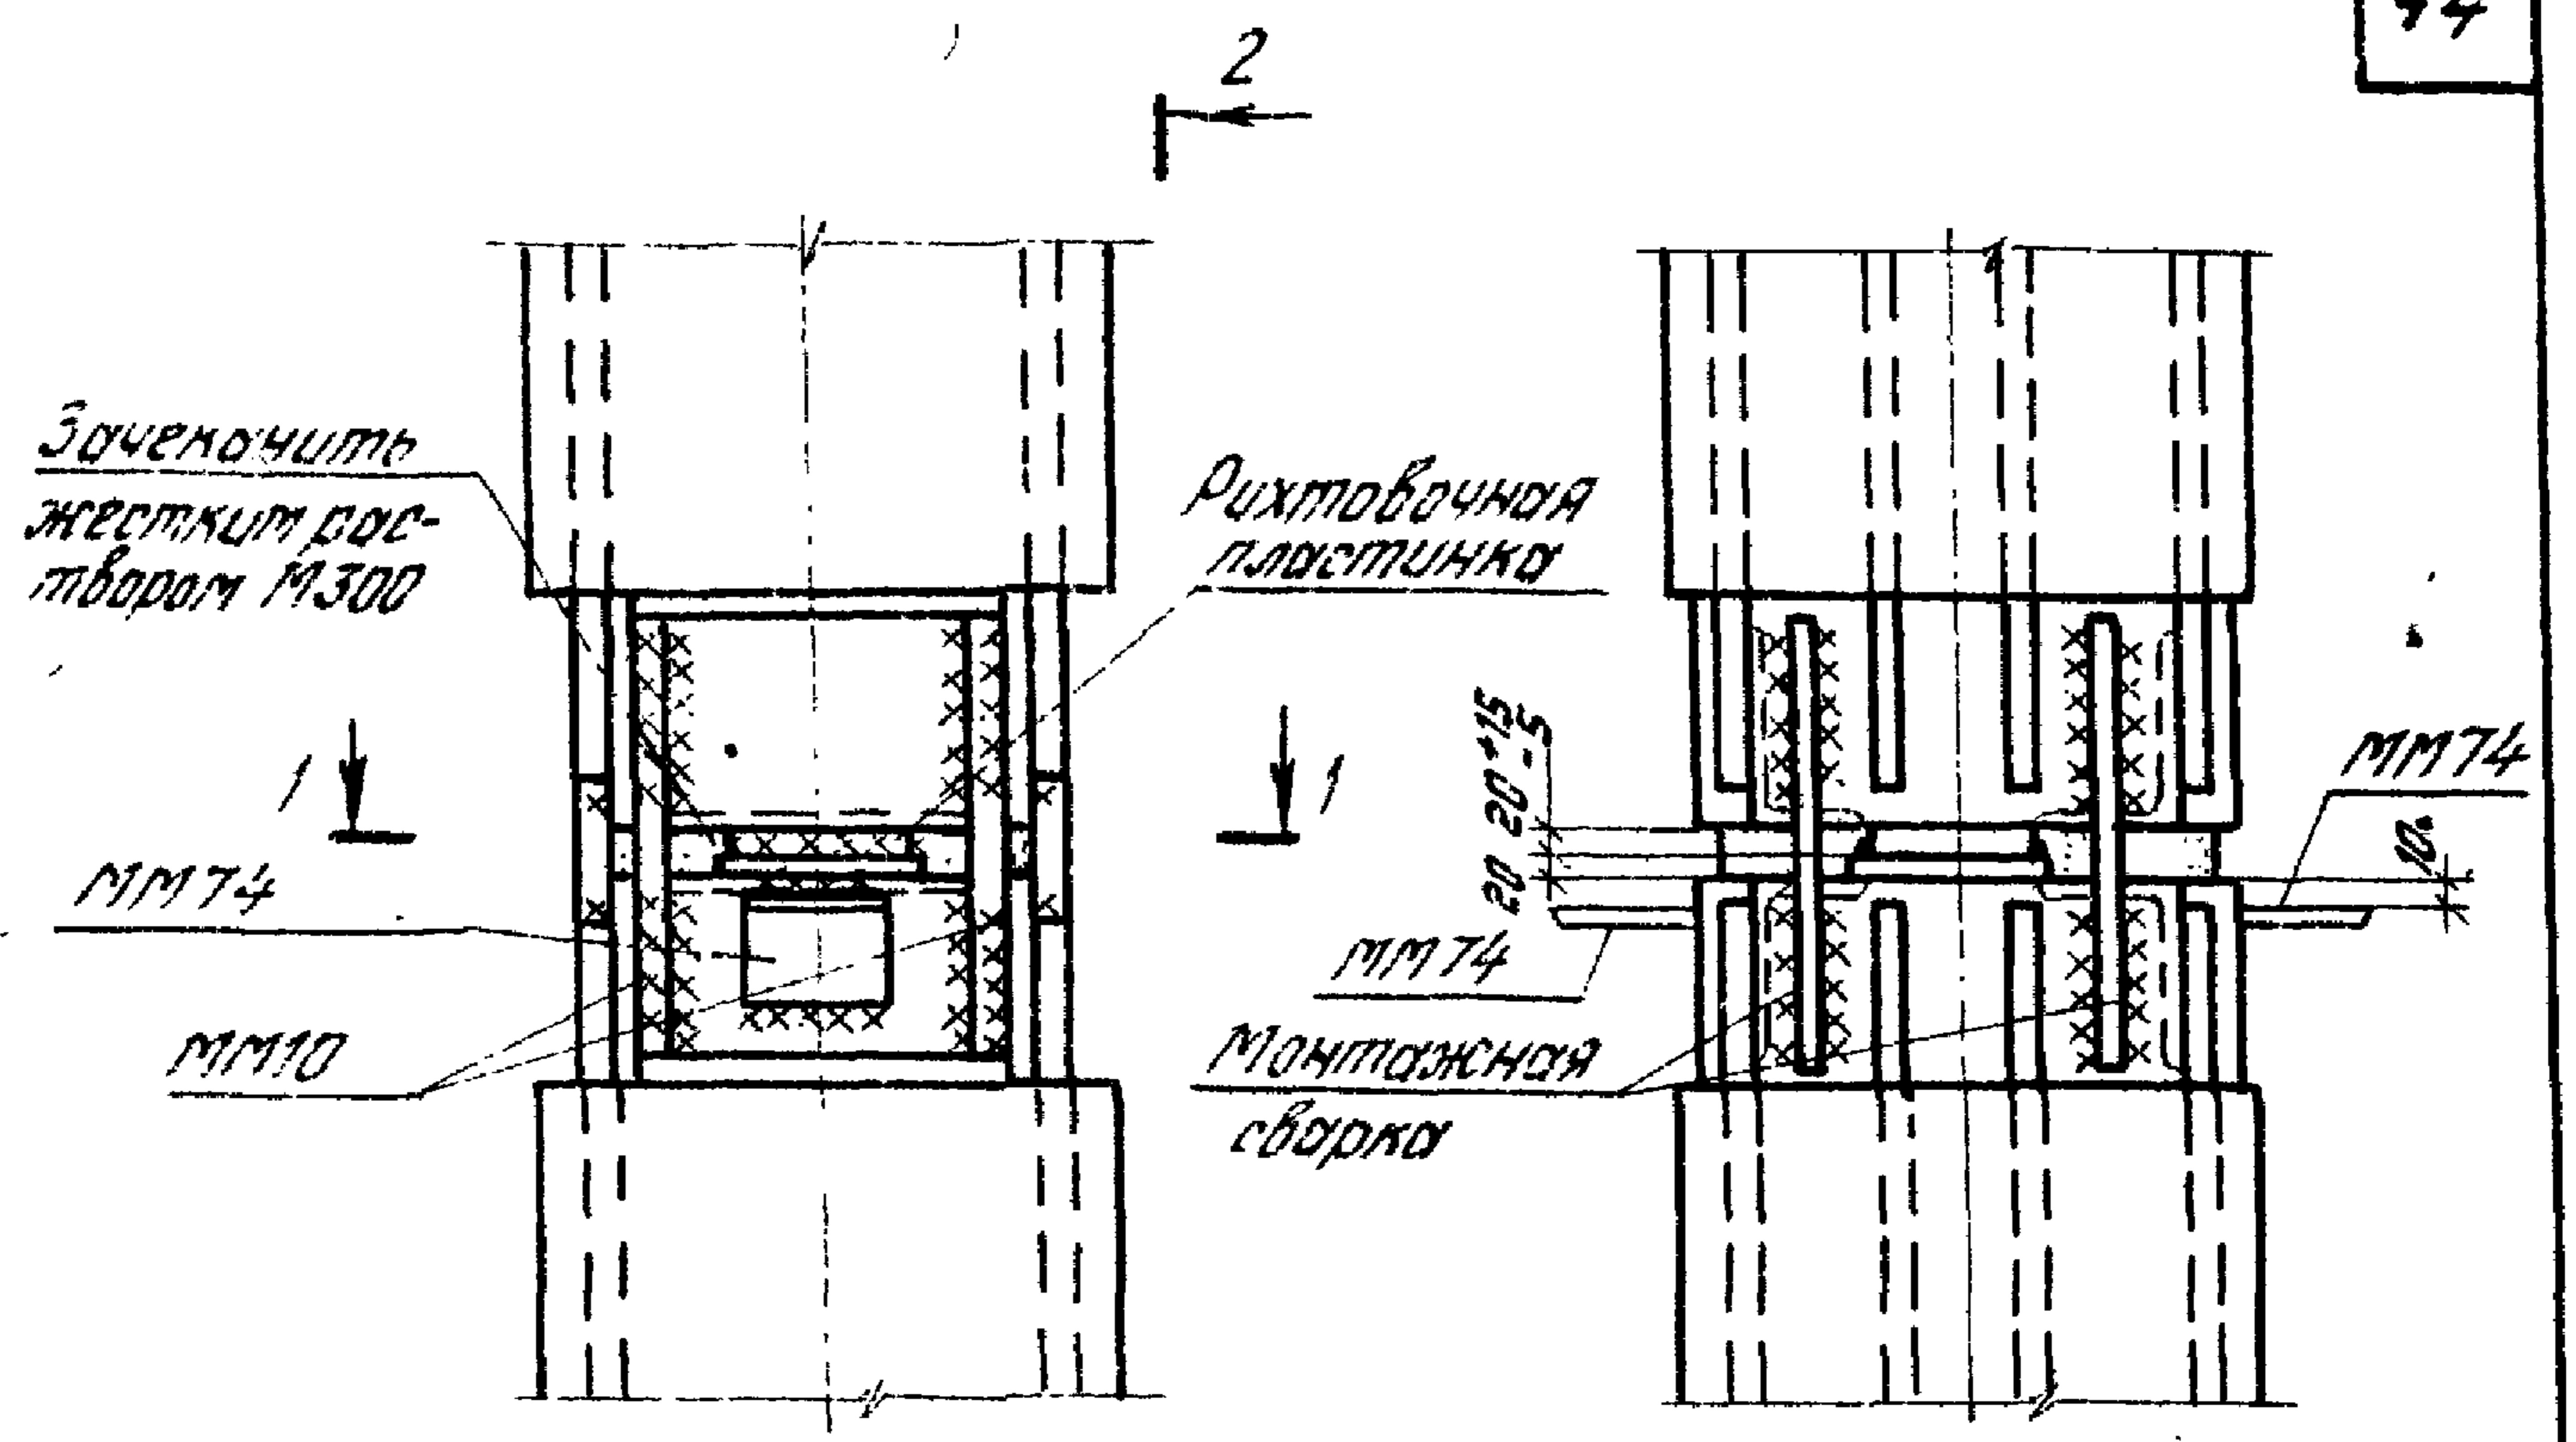 2
Зачеканить
жестким рас-
твором М300
Рихтовочная
пластинка
1
1
ММ74
ММ10
20 20+15-5
10
ММ74
ММ74
Монтажная
сварка